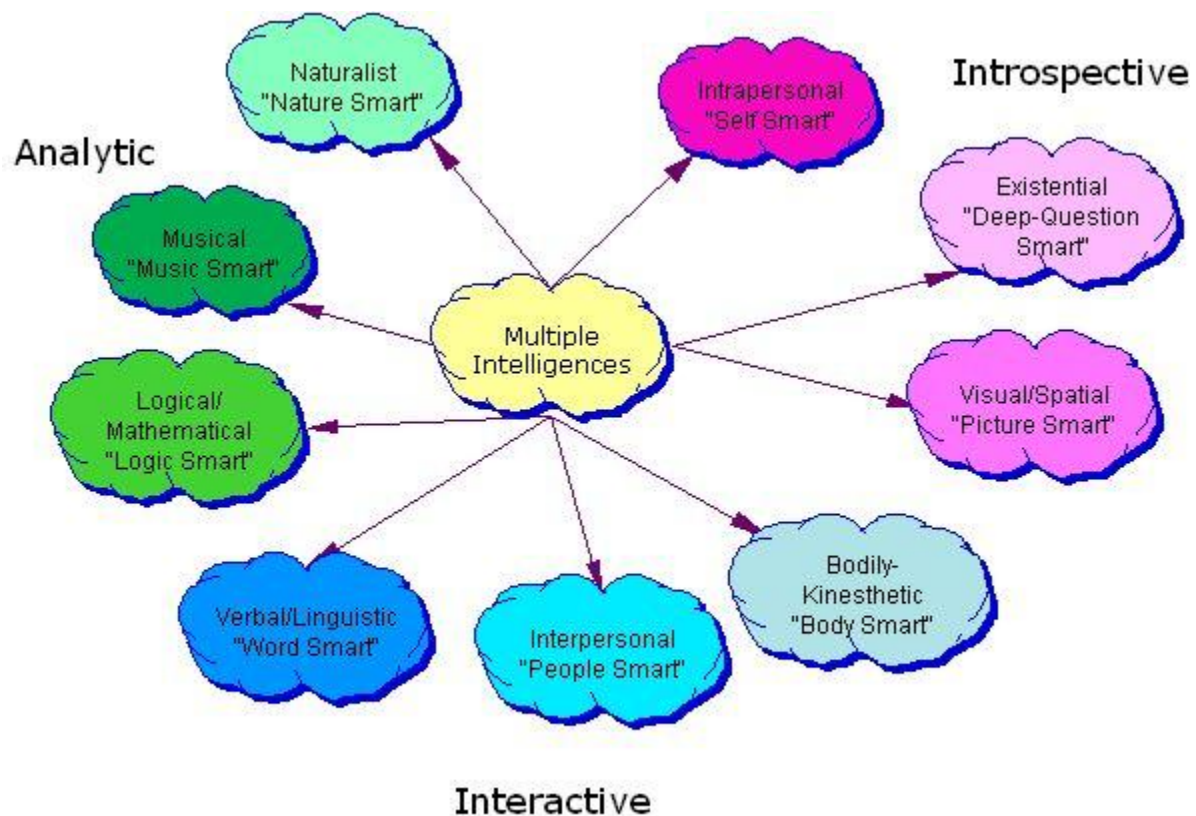 Naturalist
"Nature Smart"
Intrapersonal
"Self Smart"
Introspective
Analytic
Existential
"Deep-Question
Smart"
Musical
"Music Smart"
Multiple
Intelligences
Logical/
Mathematical
"Logic Smart"
Visual/Spatial
"Picture Smart"
Verbal/Linguistic
"Word Smart"
Interpersonal
"People Smart"
Bodily-
Kinesthetic
"Body Smart"
Interactive